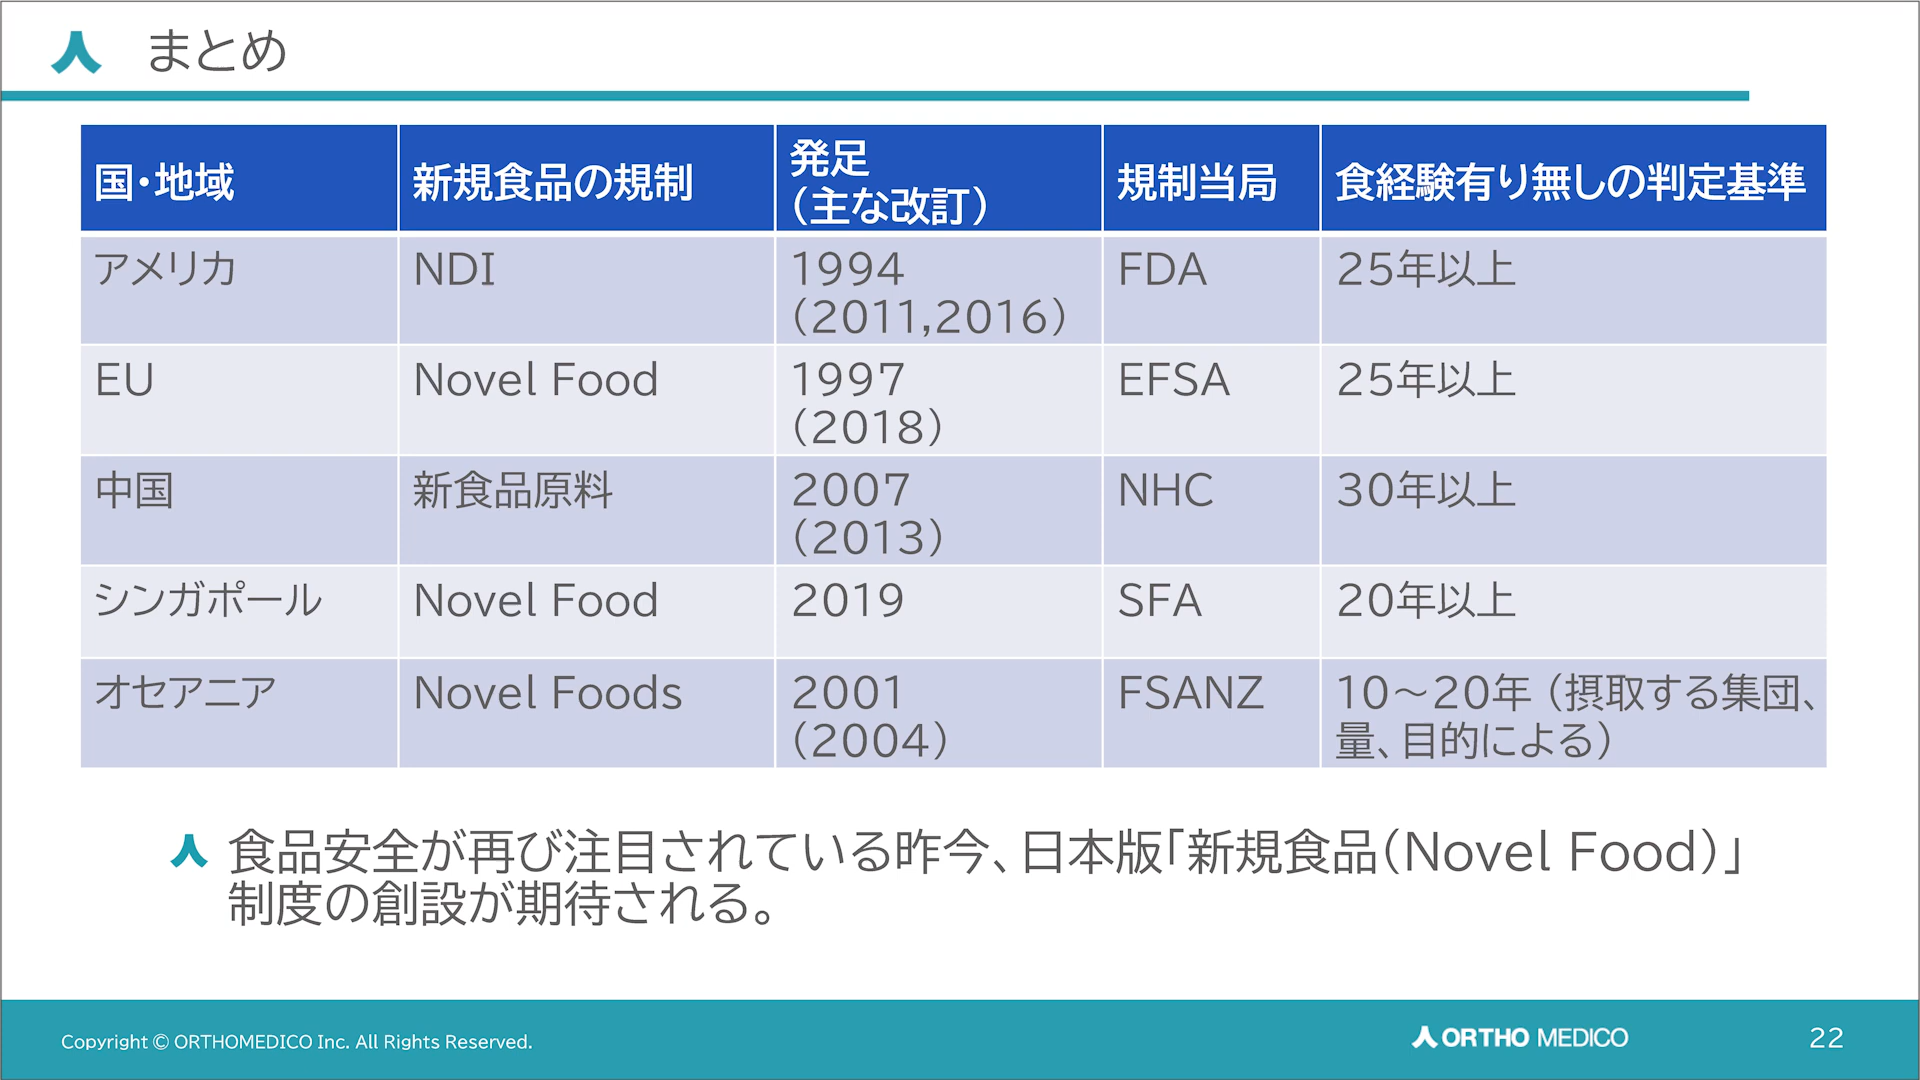 まとめ
国・地域
新規食品の規制
発足
（主な改訂）
規制当局
食経験有り無しの判定基準
アメリカ
NDI
1994
（2011,2016）
FDA
25年以上
EU
Novel Food
1997
（2018）
EFSA
25年以上
中国
新食品原料
2007
（2013）
NHC
30年以上
シンガポール
Novel Food
2019
SFA
20年以上
オセアニア
Novel Foods
2001
（2004）
FSANZ
10～20年（摂取する集団、
量、目的による）
食品安全が再び注目されている昨今、日本版「新規食品（Novel Food）」
制度の創設が期待される。
Copyright © ORTHOMEDICO Inc. All Rights Reserved.
ORTHO MEDICO
22